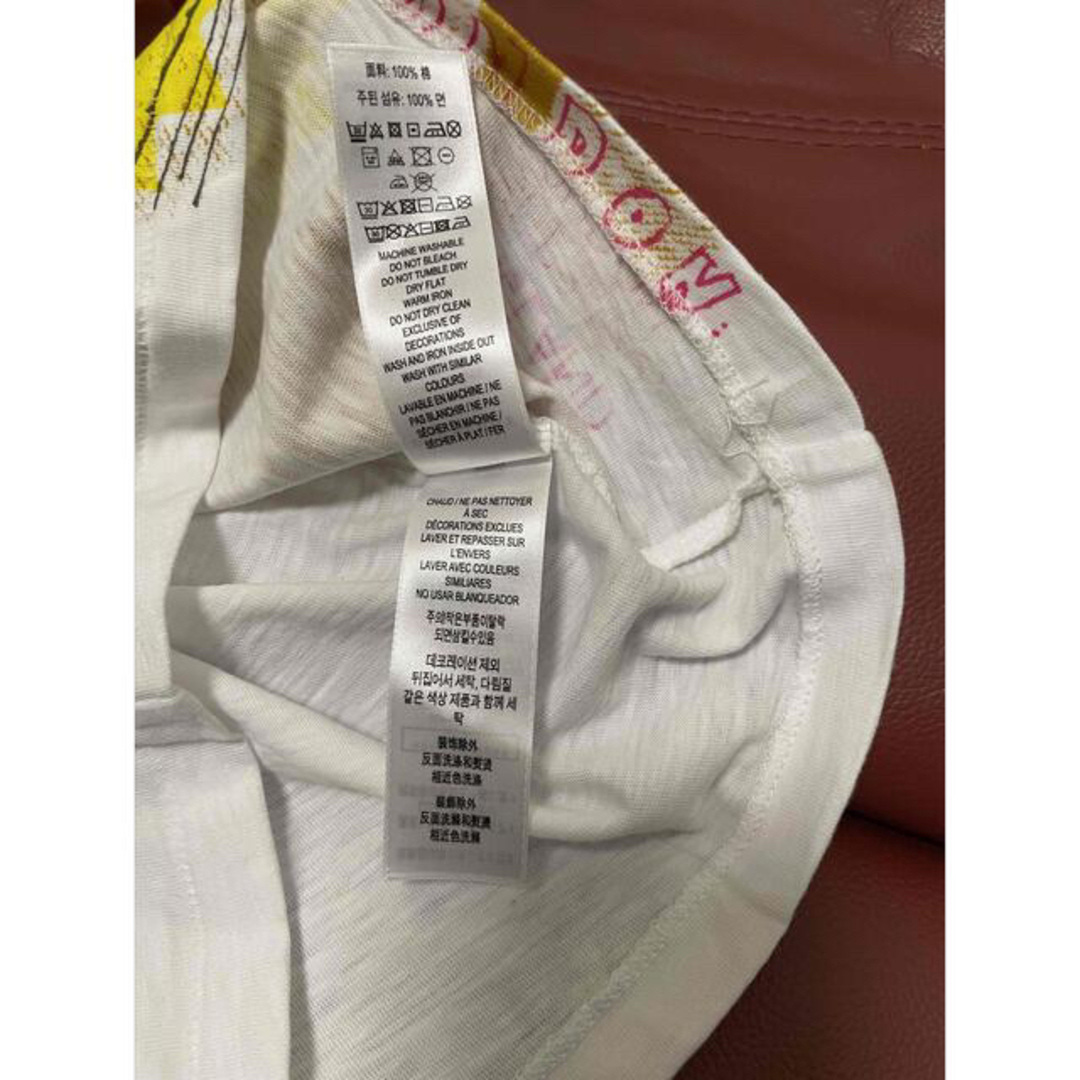 面料: 100% 棉
주된 섬유: 100% 면
MACHINE WASHABLE
DO NOT BLEACH
DO NOT TUMBLE DRY
DRY FLAT
WARM IRON
DO NOT DRY CLEAN
EXCLUSIVE OF
DECORATIONS
WASH AND IRON INSIDE OUT
WASH WITH SIMILAR
COLOURS
LAVABLE EN MACHINE / NE
PAS BLANCHIR / NE PAS
SÉCHER EN MACHINE /
SÉCHER À PLAT / FER
CHAUD / NE PAS NETTOYER
À SEC
DÉCORATIONS EXCLUES
LAVER ET REPASSER SUR
L'ENVERS
LAVER AVEC COULEURS
SIMILIARES
NO USAR BLANQUEADOR
주의!작은부품이탈락
되면삼킬수있음
데코레이션 제외
뒤집어서 세탁, 다림질
같은 색상 제품과 함께 세
탁
装饰除外
反面洗涤和熨烫
相近色洗涤
裝飾除外
反面洗滌和熨燙
相近色洗滌
DOM